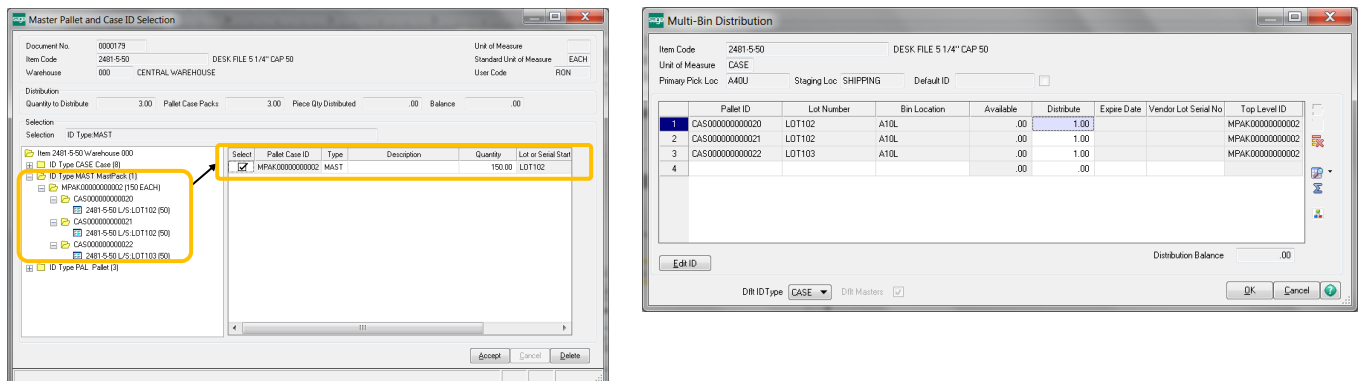 sage Master Pallet and Case ID Selection
Document No. 0000179 Unit of Measure
Item Code 2481-5-50 DESK FILE 5 1/4" CAP 50 Standard Unit of Measure EACH
Warehouse 000 CENTRAL WAREHOUSE User Code RON
Distribution
Quantity to Distribute 3.00 Pallet Case Packs 3.00 Piece Qty Distributed .00 Balance .00
Selection
Selection ID Type:MAST
Item 2481-5-50 Warehouse 000
ID Type CASE Case (8)
ID Type MAST MastPack (1)
MPAK00000000002 (150 EACH)
CAS000000000020
2481-5-50 L/S:LOT102 (50)
CAS000000000021
2481-5-50 L/S:LOT102 (50)
CAS000000000022
2481-5-50 L/S:LOT103 (50)
ID Type PAL Pallet (3)
Select Pallet Case ID Type Description Quantity Lot or Serial Start
MPAK00000000002 MAST 150.00 LOT102
Accept Cancel Delete
sage Multi-Bin Distribution
Item Code 2481-5-50 DESK FILE 5 1/4" CAP 50
Unit of Measure CASE
Primary Pick Loc A40U Staging Loc SHIPPING Default ID
Pallet ID Lot Number Bin Location Available Distribute Expire Date Vendor Lot Serial No Top Level ID
1 CAS000000000020 LOT102 A10L .00 1.00 MPAK00000000002
2 CAS000000000021 LOT102 A10L .00 1.00 MPAK00000000002
3 CAS000000000022 LOT103 A10L .00 1.00 MPAK00000000002
4 .00 .00
Distribution Balance .00
Edit ID
Dflt IDType CASE Dflt Masters
OK Cancel